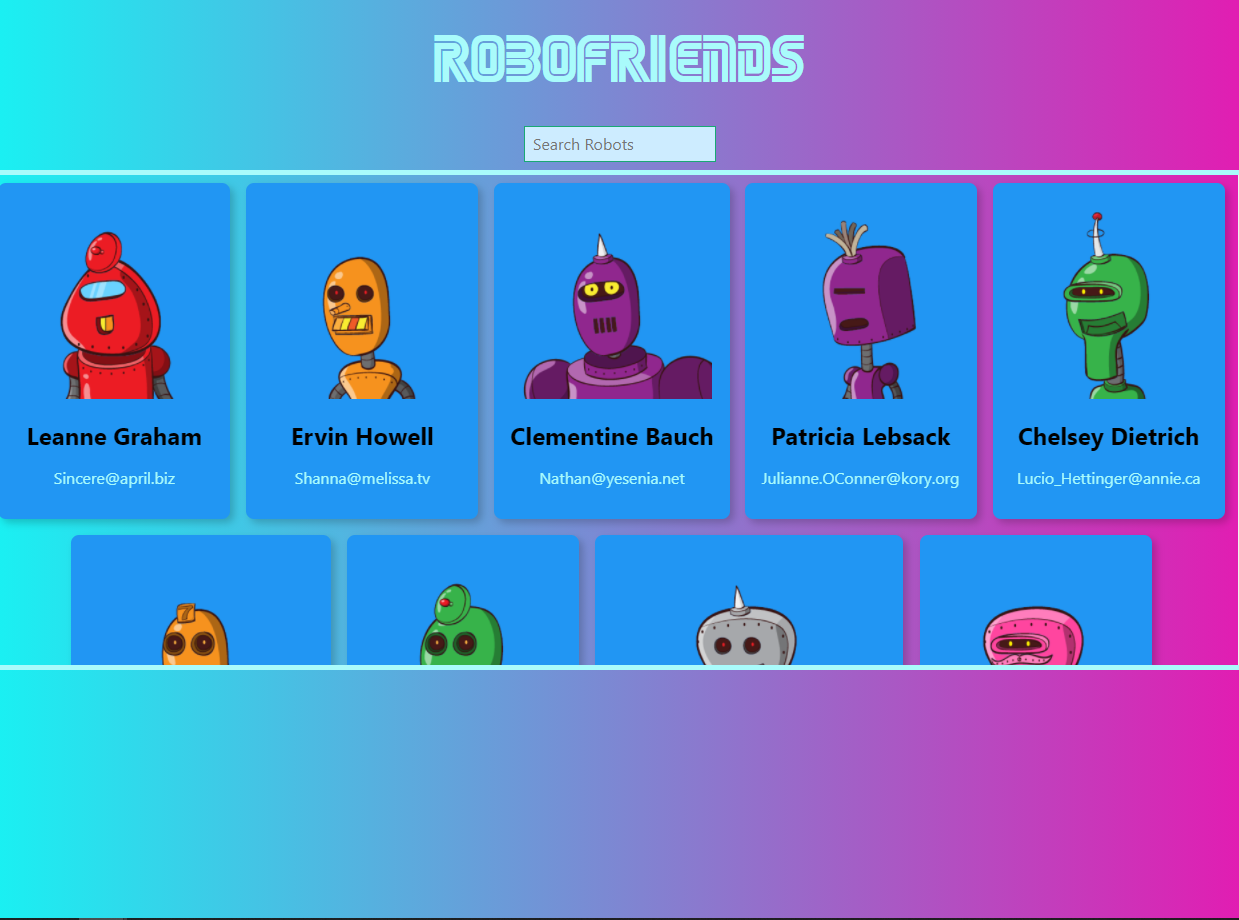 ROBOFRIENDS
Search Robots
Leanne Graham
Ervin Howell
Clementine Bauch
Patricia Lebsack
Chelsey Dietrich
Sincere@april.biz
Shanna@melissa.tv
Nathan@yesenia.net
Julianne.OConner@kory.org
Lucio_Hettinger@annie.ca
7